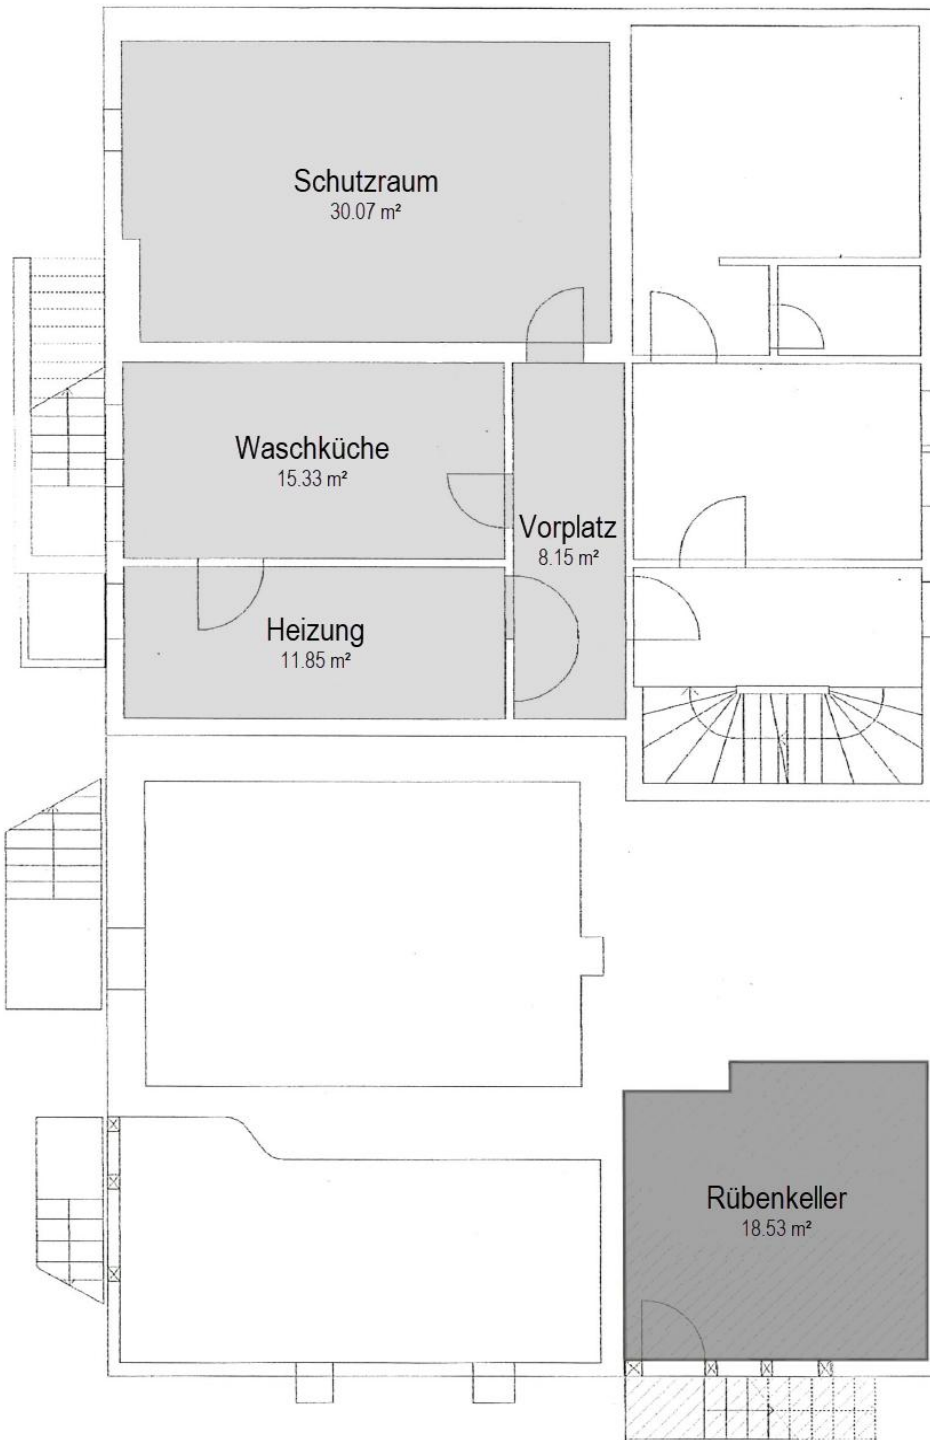 Schutzraum
30.07 m²
Waschküche
15.33 m²
Vorplatz
8.15 m²
Heizung
11.85 m²
Rübenkeller
18.53 m²